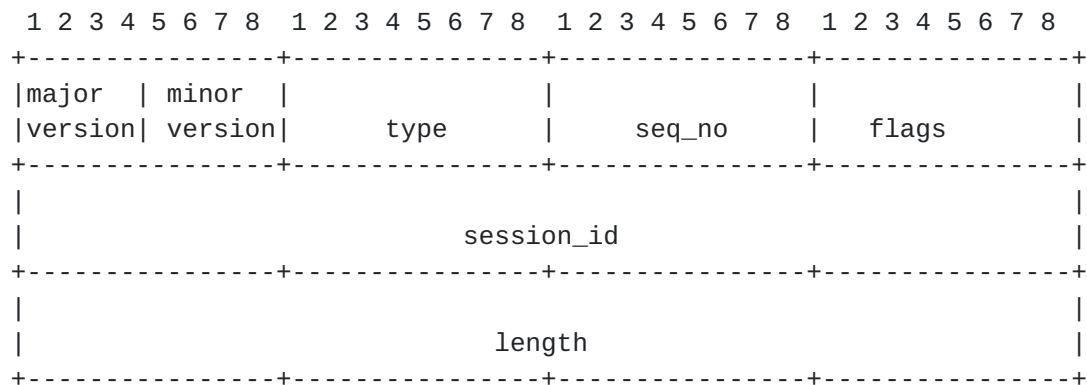 1 2 3 4 5 6 7 8  1 2 3 4 5 6 7 8  1 2 3 4 5 6 7 8  1 2 3 4 5 6 7 8
+----------------+----------------+----------------+----------------+
|major  | minor  |                |                |                |
|version| version|      type      |     seq_no     |   flags        |
+----------------+----------------+----------------+----------------+
|                                                                   |
|                            session_id                             |
+----------------+----------------+----------------+----------------+
|                                                                   |
|                              length                               |
+----------------+----------------+----------------+----------------+